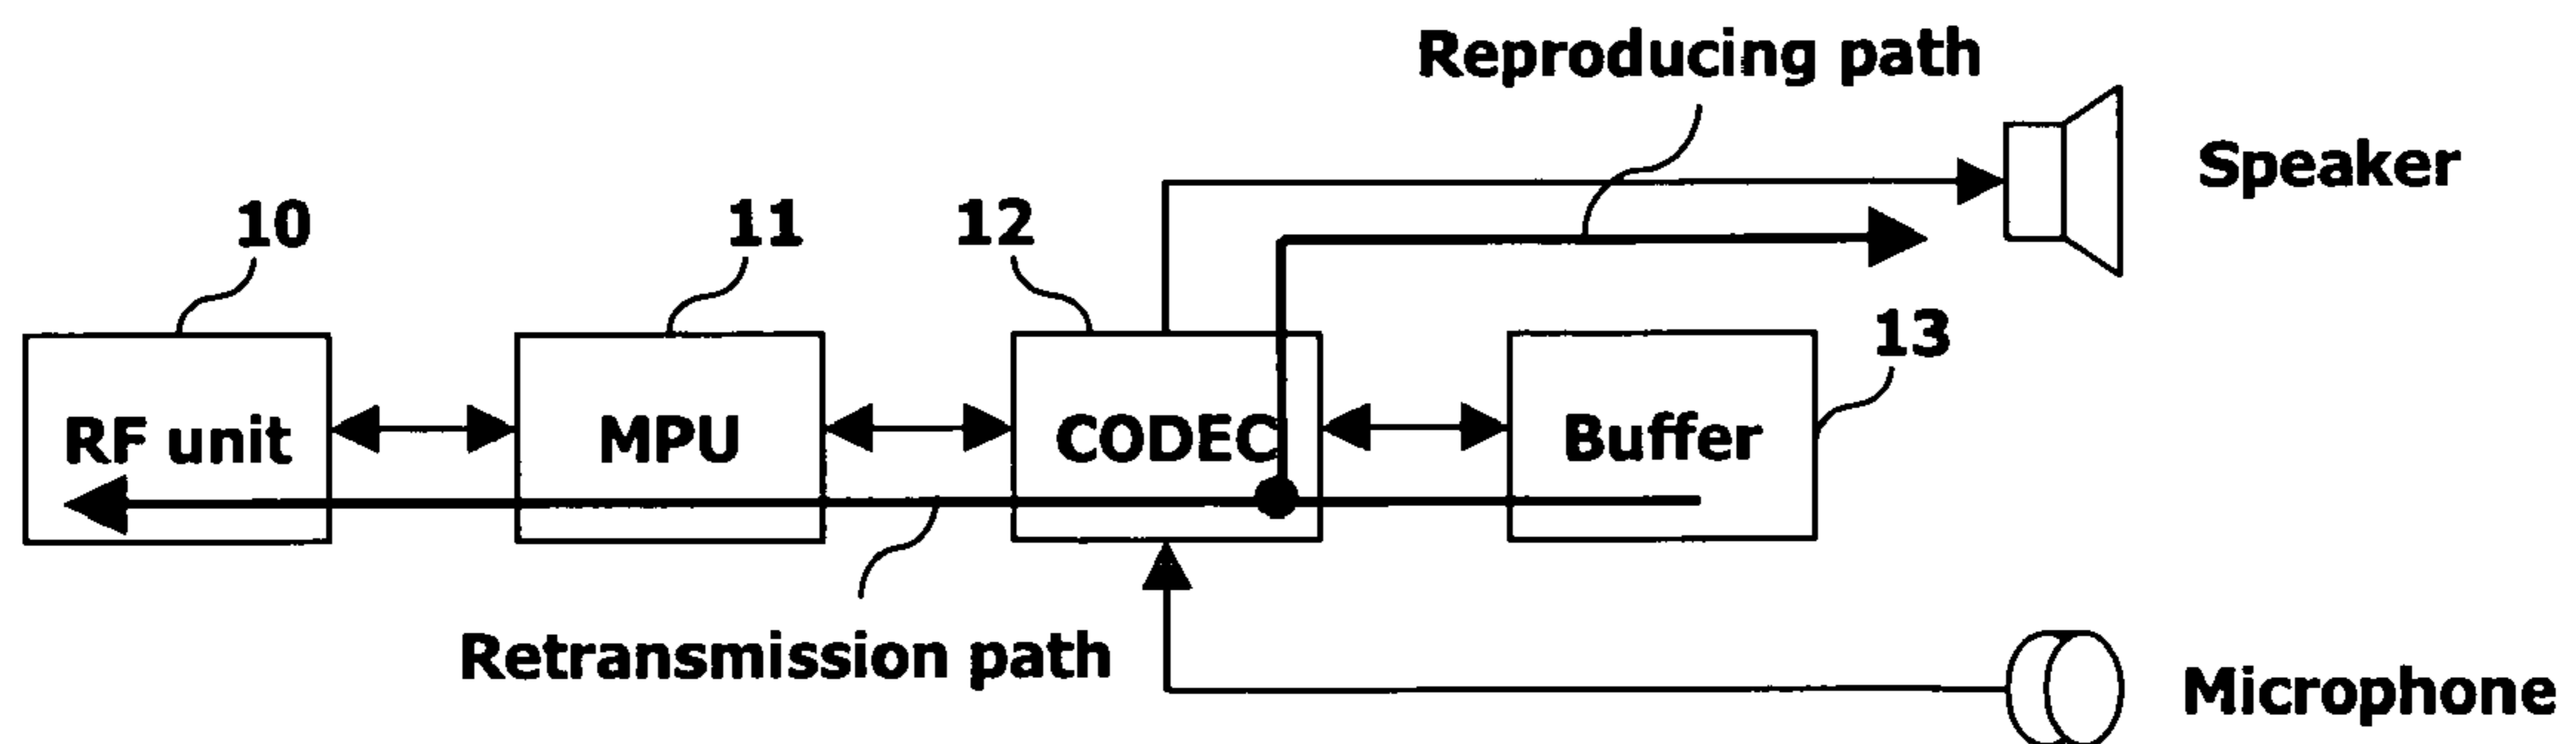 Reproducing path
Speaker
10
11
12
13
RF unit
MPU
CODEC
Buffer
Retransmission path
Microphone